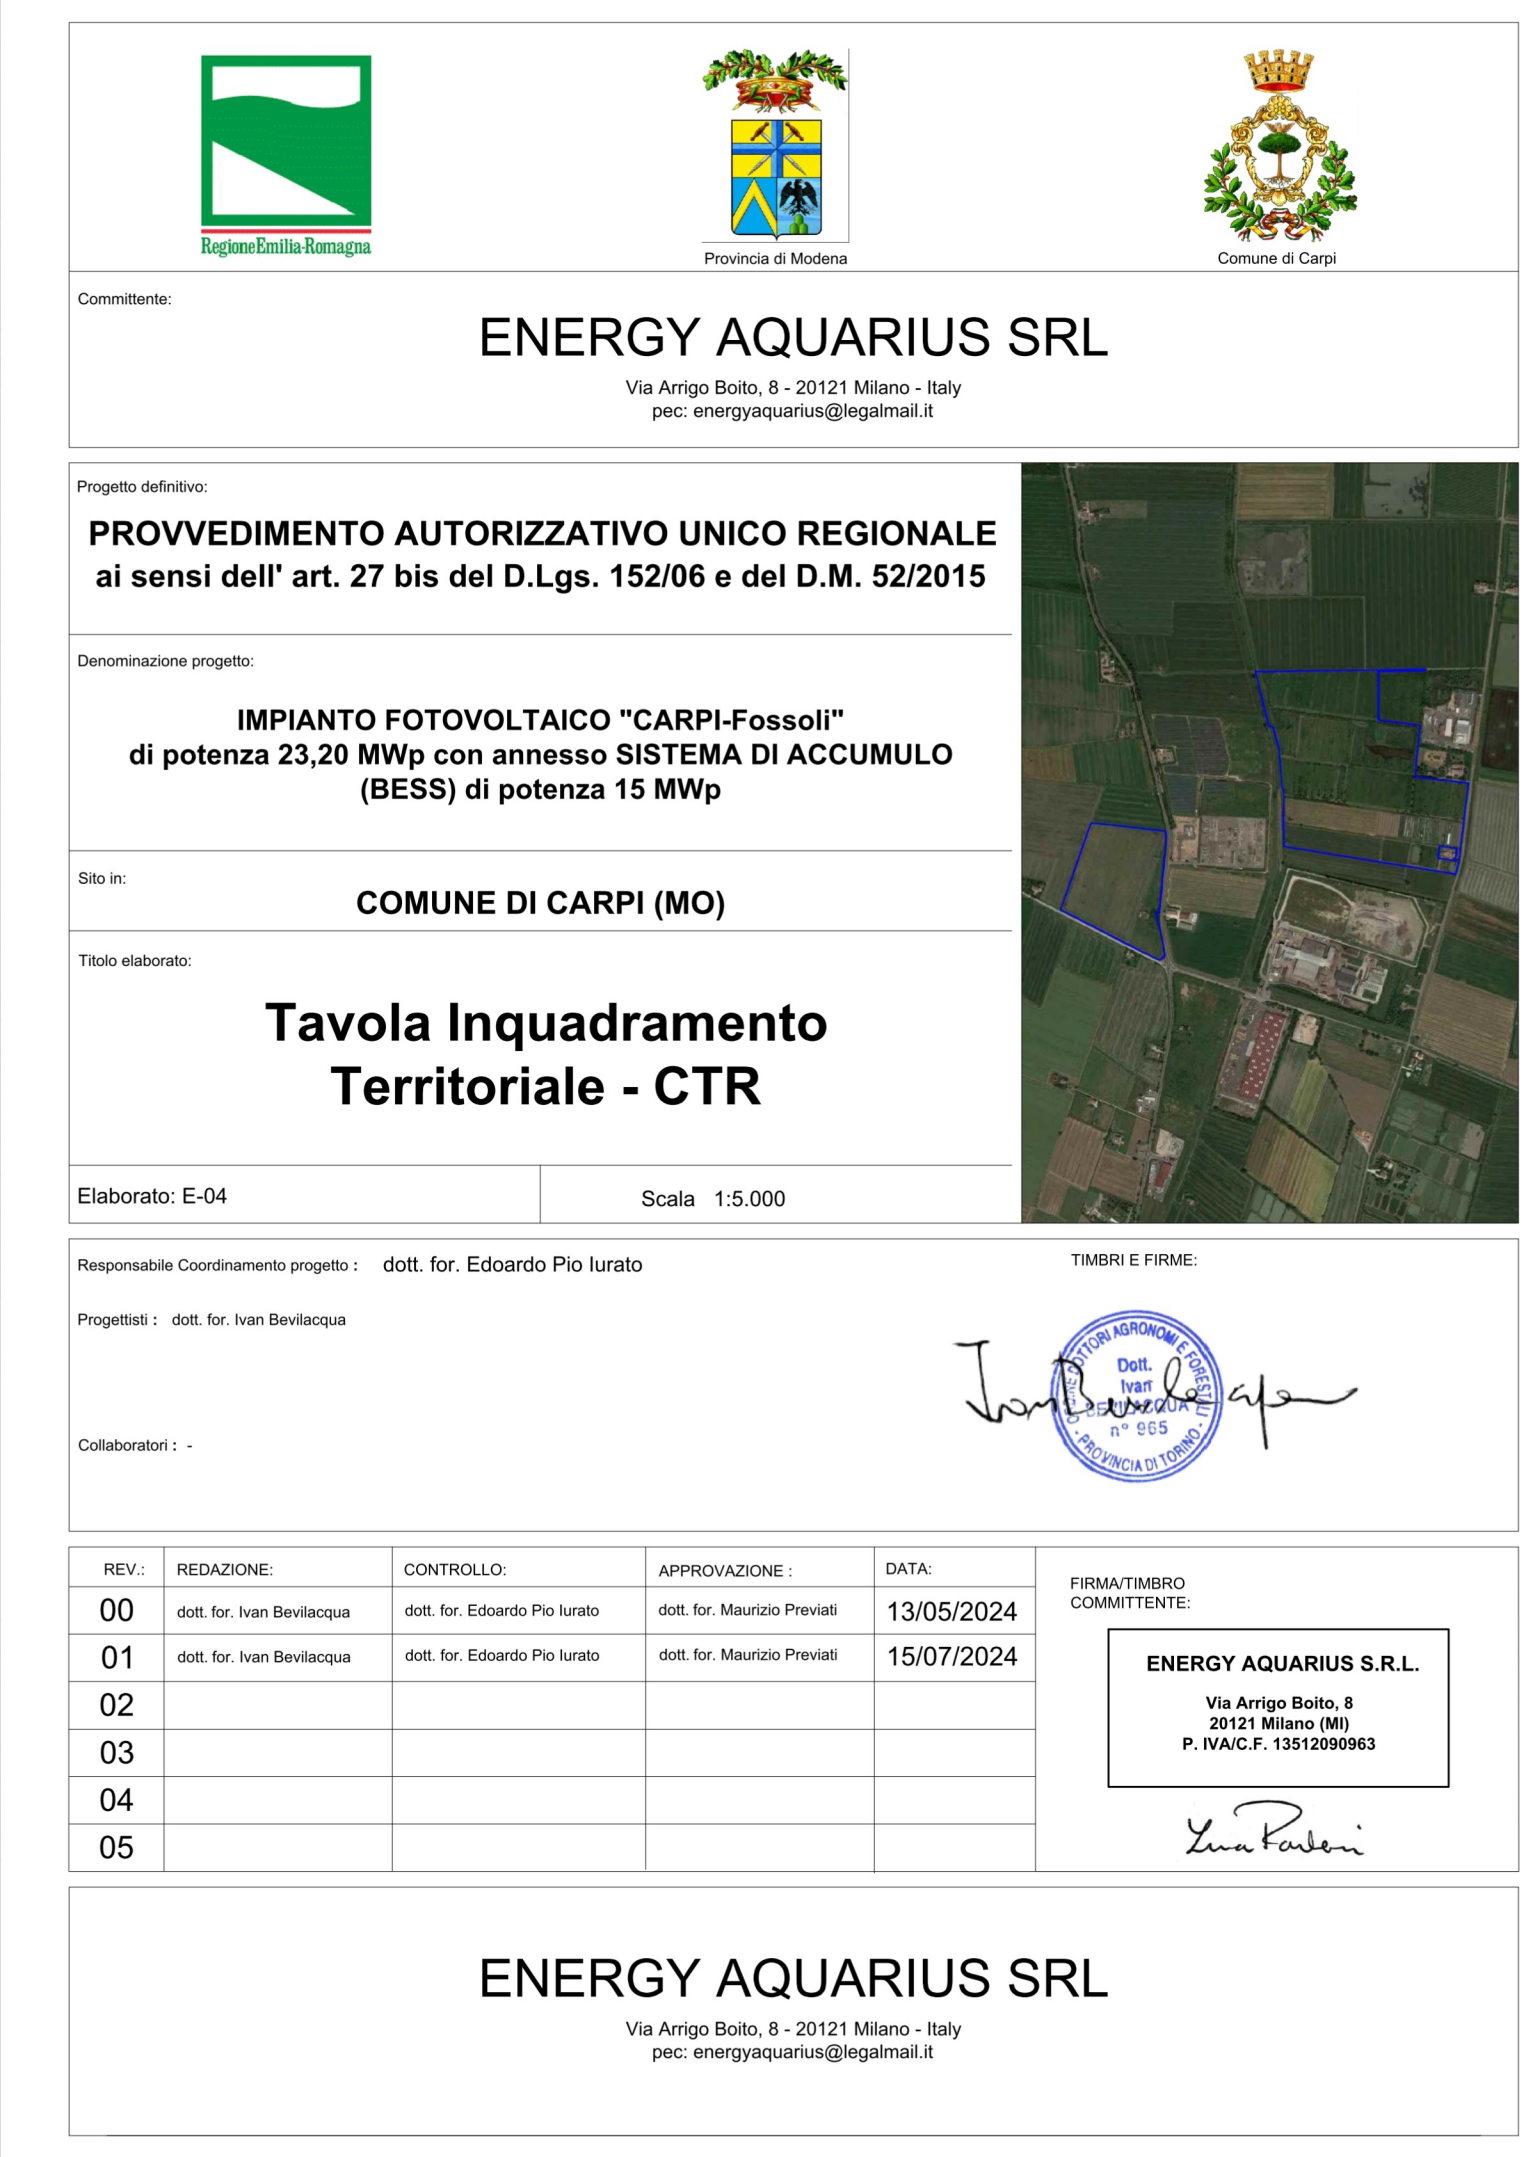 RegioneEmilia-Romagna
Provincia di Modena
Comune di Carpi
Committente:
ENERGY AQUARIUS SRL
Via Arrigo Boito, 8 - 20121 Milano - Italy
pec: energyaquarius@legalmail.it
Progetto definitivo:
PROVVEDIMENTO AUTORIZZATIVO UNICO REGIONALE
ai sensi dell' art. 27 bis del D.Lgs. 152/06 e del D.M. 52/2015
Denominazione progetto:
IMPIANTO FOTOVOLTAICO "CARPI-Fossoli"
di potenza 23,20 MWp con annesso SISTEMA DI ACCUMULO
(BESS) di potenza 15 MWp
Sito in:
COMUNE DI CARPI (MO)
Titolo elaborato:
Tavola Inquadramento
Territoriale - CTR
Elaborato: E-04
Scala 1:5.000
Responsabile Coordinamento progetto : dott. for. Edoardo Pio Iurato
TIMBRI E FIRME:
Progettisti : dott. for. Ivan Bevilacqua
ORDINE DOTTORI AGRONOMI E FORESTALI
Dott.
Ivan
BEVILACQUA
n° 965
- PROVINCIA DI TORINO -
Ivan Bevilacqua
Collaboratori : -
REV.: REDAZIONE: CONTROLLO: APPROVAZIONE : DATA:
00 dott. for. Ivan Bevilacqua dott. for. Edoardo Pio Iurato dott. for. Maurizio Previati 13/05/2024
01 dott. for. Ivan Bevilacqua dott. for. Edoardo Pio Iurato dott. for. Maurizio Previati 15/07/2024
02
03
04
05
FIRMA/TIMBRO
COMMITTENTE:
ENERGY AQUARIUS S.R.L.
Via Arrigo Boito, 8
20121 Milano (MI)
P. IVA/C.F. 13512090963
ENERGY AQUARIUS SRL
Via Arrigo Boito, 8 - 20121 Milano - Italy
pec: energyaquarius@legalmail.it